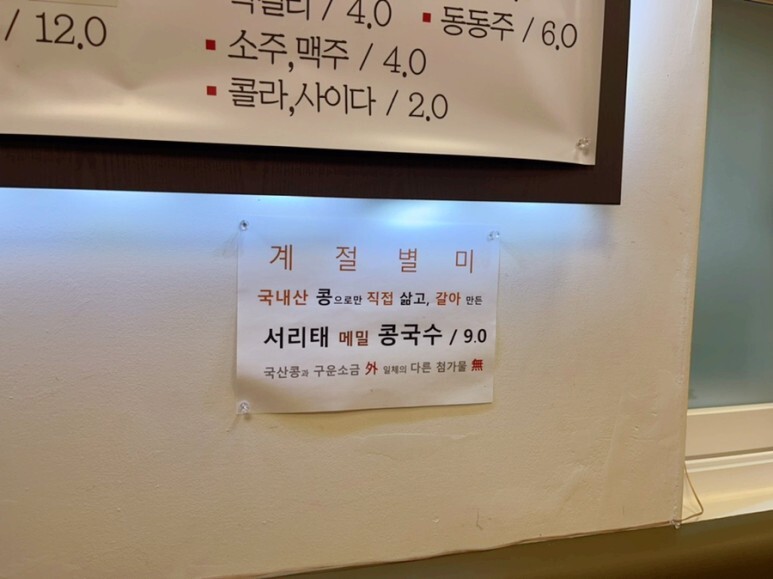 / 4.0
동동주 / 6.0
/ 12.0
소주,맥주 / 4.0
콜라,사이다 / 2.0
계 절 별 미
국내산 콩으로만 직접 삶고, 갈아 만든
서리태 메밀 콩국수 / 9.0
국산콩과 구운소금 外 일체의 다른 첨가물 無